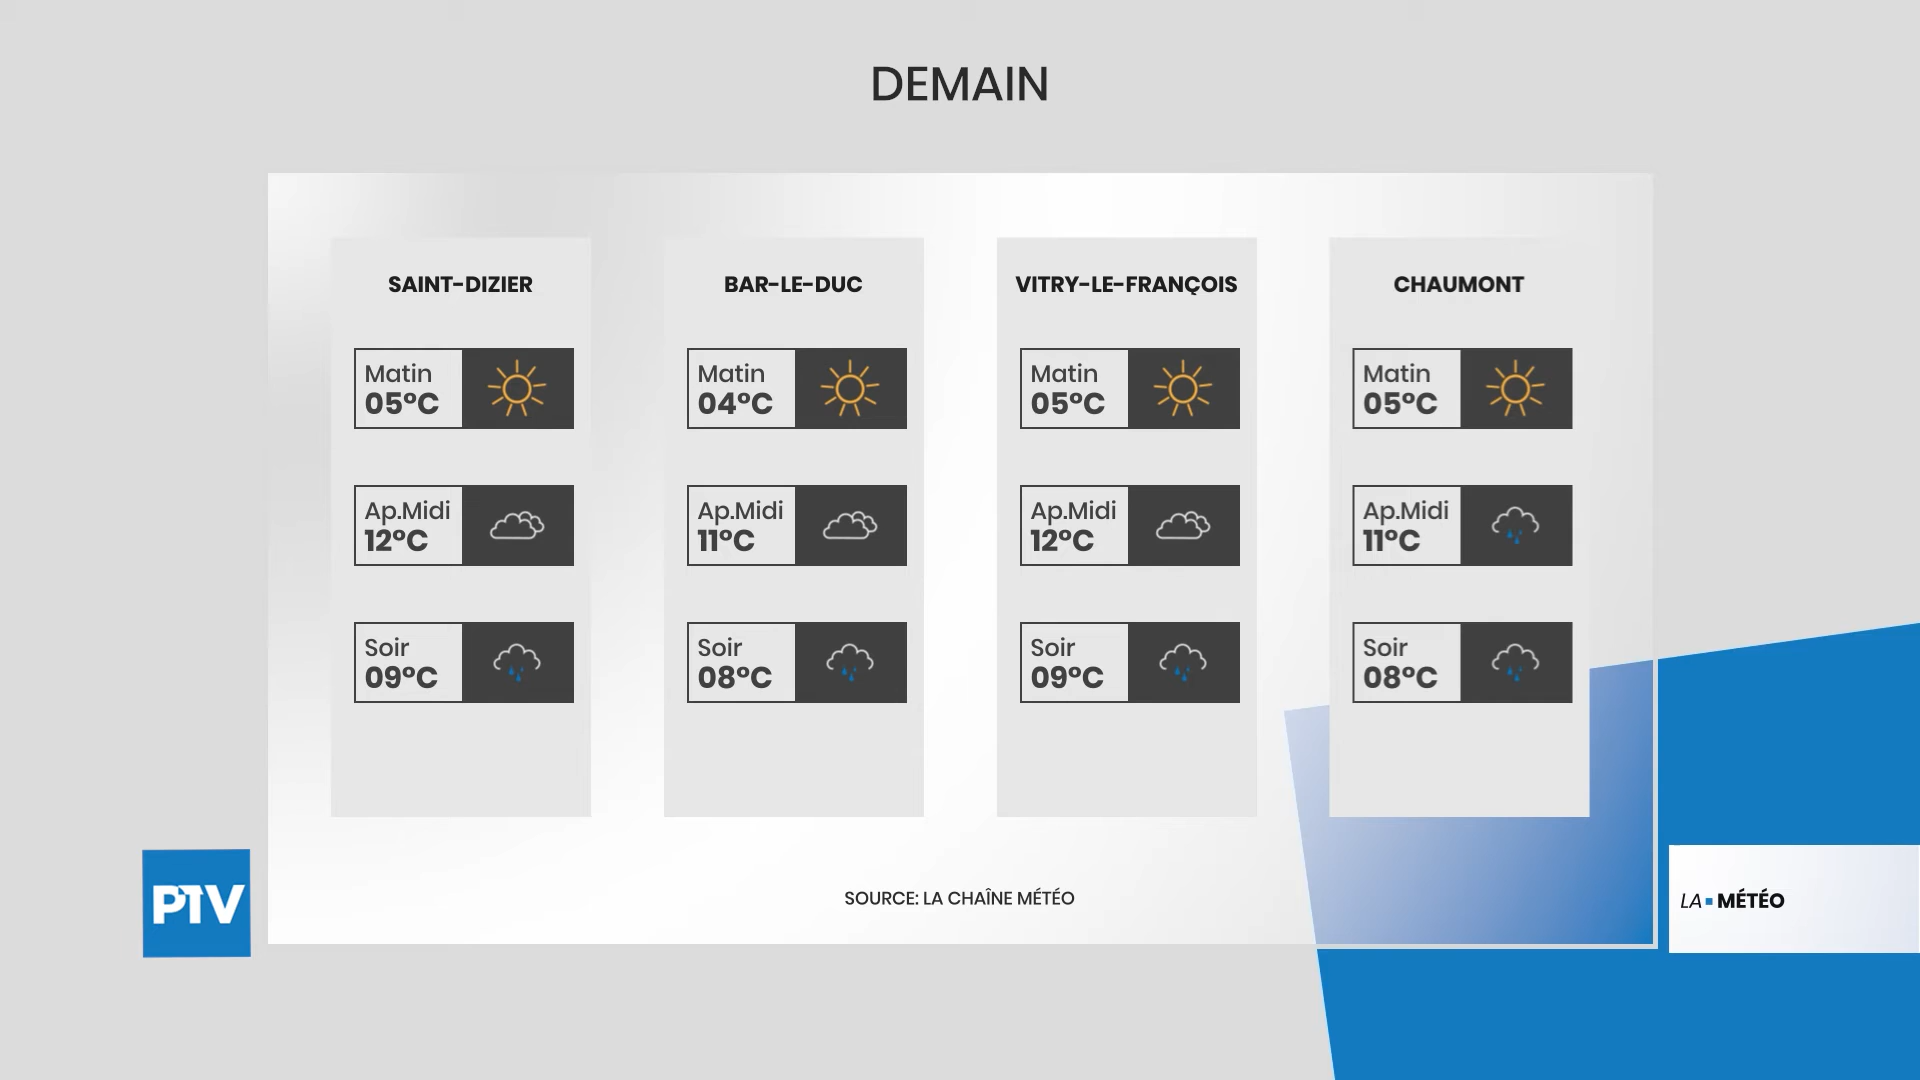 DEMAIN
SAINT-DIZIER
Matin
05°C
Ap.Midi
12°C
Soir
09°C
BAR-LE-DUC
Matin
04°C
Ap.Midi
11°C
Soir
08°C
VITRY-LE-FRANÇOIS
Matin
05°C
Ap.Midi
12°C
Soir
09°C
CHAUMONT
Matin
05°C
Ap.Midi
11°C
Soir
08°C
SOURCE: LA CHAÎNE MÉTÉO
PTV
LA MÉTÉO